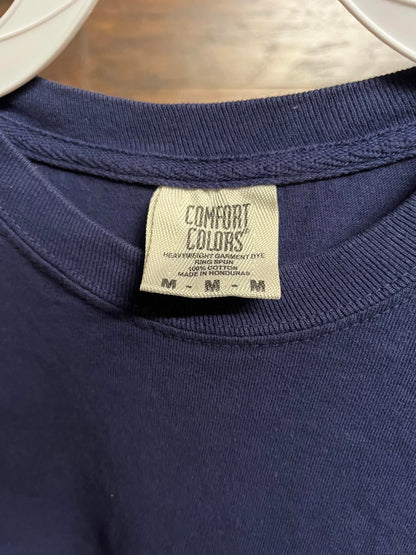 COMFORT
COLORS®
HEAVYWEIGHT GARMENT DYE
RING SPUN
100% COTTON
MADE IN HONDURAS
M - M - M